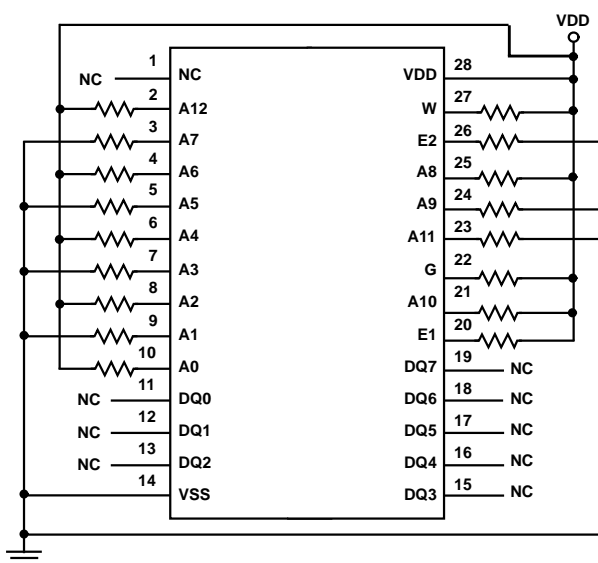 VDD
1 NC NC
2 A12
3 A7
4 A6
5 A5
6 A4
7 A3
8 A2
9 A1
10 A0
NC 11 DQ0
NC 12 DQ1
NC 13 DQ2
14 VSS
VDD 28
W 27
E2 26
A8 25
A9 24
A11 23
G 22
A10 21
E1 20
DQ7 19 NC
DQ6 18 NC
DQ5 17 NC
DQ4 16 NC
DQ3 15 NC